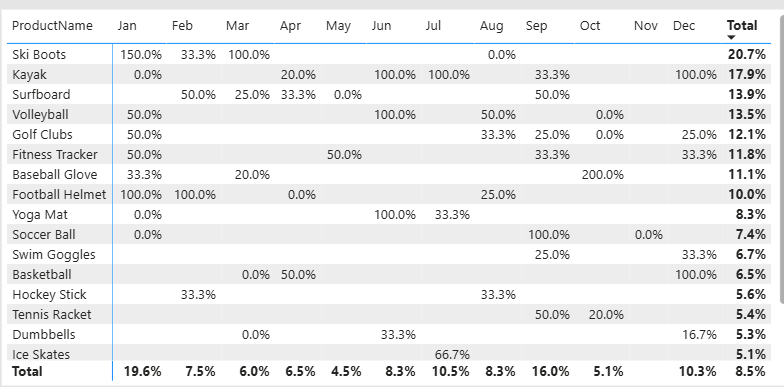 ProductName Jan Feb Mar Apr May Jun Jul Aug Sep Oct Nov Dec Total
Ski Boots 150.0% 33.3% 100.0% 0.0% 20.7%
Kayak 0.0% 20.0% 100.0% 100.0% 33.3% 100.0% 17.9%
Surfboard 50.0% 25.0% 33.3% 0.0% 50.0% 13.9%
Volleyball 50.0% 100.0% 50.0% 0.0% 13.5%
Golf Clubs 50.0% 33.3% 25.0% 0.0% 25.0% 12.1%
Fitness Tracker 50.0% 50.0% 33.3% 33.3% 11.8%
Baseball Glove 33.3% 20.0% 200.0% 11.1%
Football Helmet 100.0% 100.0% 0.0% 25.0% 10.0%
Yoga Mat 0.0% 100.0% 33.3% 8.3%
Soccer Ball 0.0% 100.0% 0.0% 7.4%
Swim Goggles 25.0% 33.3% 6.7%
Basketball 0.0% 50.0% 100.0% 6.5%
Hockey Stick 33.3% 33.3% 5.6%
Tennis Racket 50.0% 20.0% 5.4%
Dumbbells 0.0% 33.3% 16.7% 5.3%
Ice Skates 66.7% 5.1%
Total 19.6% 7.5% 6.0% 6.5% 4.5% 8.3% 10.5% 8.3% 16.0% 5.1% 10.3% 8.5%